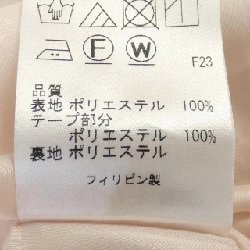 F W
F23
品質
表地 ポリエステル 100%
テープ部分
ポリエステル 100%
裏地 ポリエステル
フィリピン製